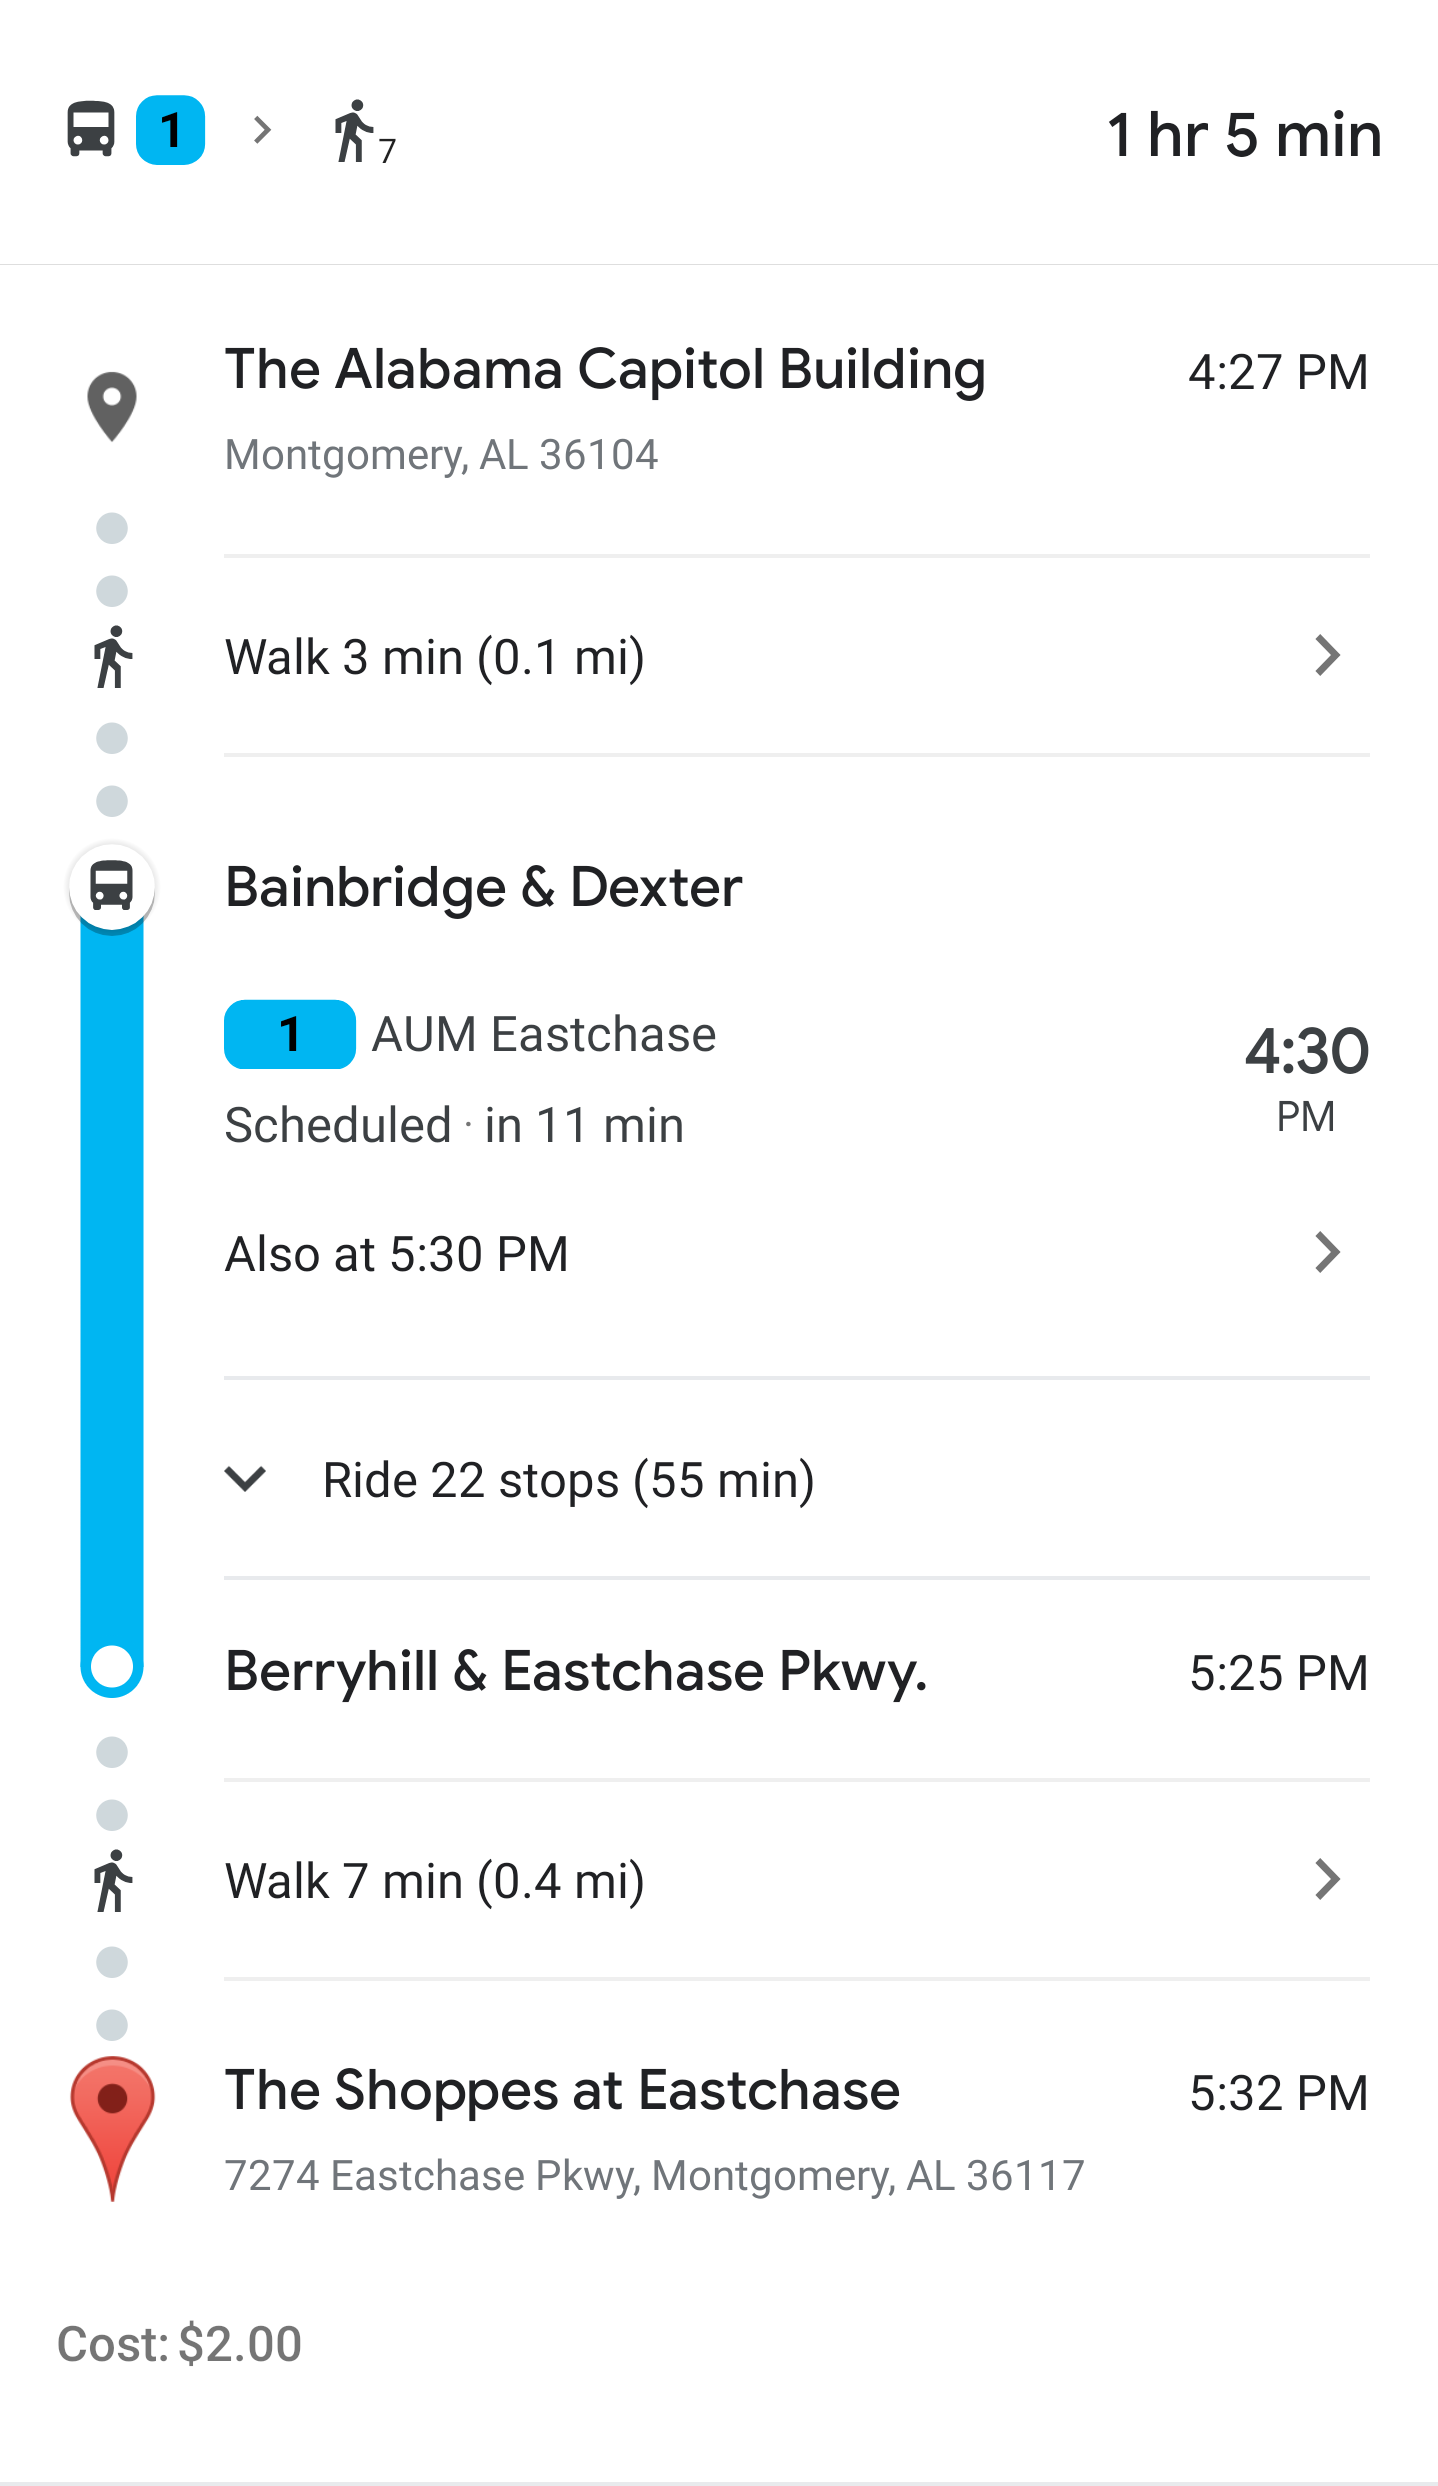 1 7 1 hr 5 min
The Alabama Capitol Building 4:27 PM
Montgomery, AL 36104
Walk 3 min (0.1 mi)
Bainbridge & Dexter
1 AUM Eastchase 4:30
PM
Scheduled · in 11 min
Also at 5:30 PM
Ride 22 stops (55 min)
Berryhill & Eastchase Pkwy. 5:25 PM
Walk 7 min (0.4 mi)
The Shoppes at Eastchase 5:32 PM
7274 Eastchase Pkwy, Montgomery, AL 36117
Cost: $2.00